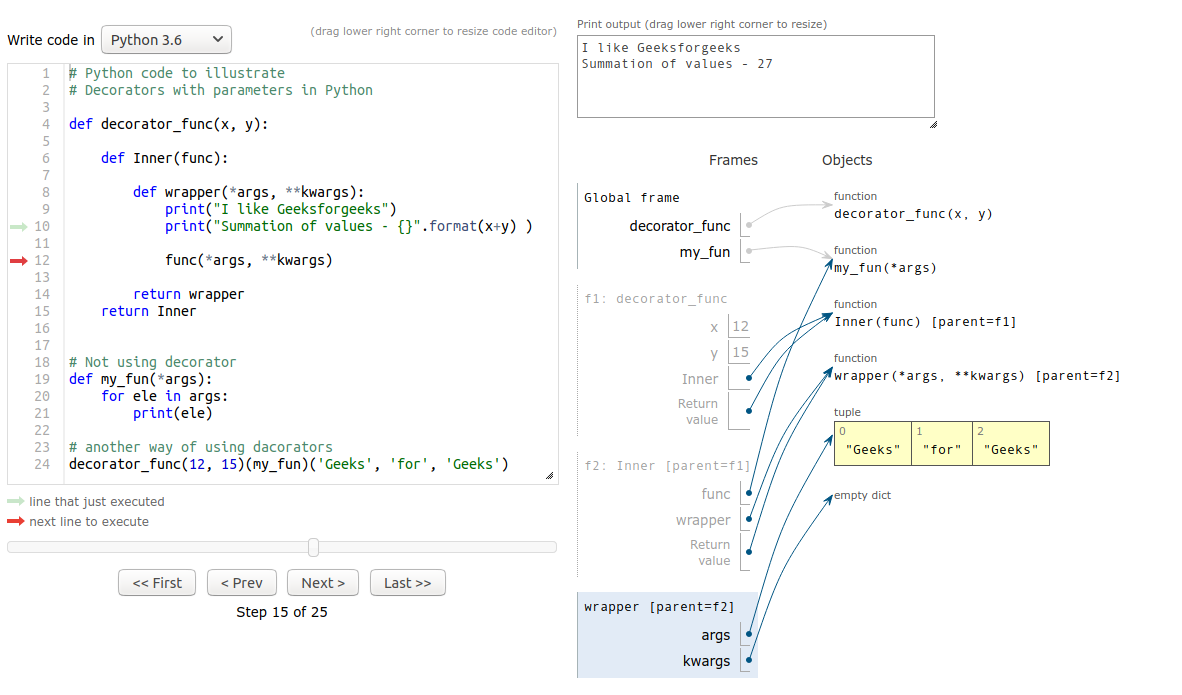 Write code in Python 3.6
(drag lower right corner to resize code editor)
1 # Python code to illustrate
2 # Decorators with parameters in Python
3
4 def decorator_func(x, y):
5
6     def Inner(func):
7
8         def wrapper(*args, **kwargs):
9             print("I like Geeksforgeeks")
10             print("Summation of values - {}".format(x+y) )
11
12             func(*args, **kwargs)
13
14         return wrapper
15     return Inner
16
17
18 # Not using decorator
19 def my_fun(*args):
20     for ele in args:
21         print(ele)
22
23 # another way of using dacorators
24 decorator_func(12, 15)(my_fun)('Geeks', 'for', 'Geeks')
line that just executed
next line to execute
<< First < Prev Next > Last >>
Step 15 of 25
Print output (drag lower right corner to resize)
I like Geeksforgeeks
Summation of values - 27
Frames Objects
Global frame
decorator_func
my_fun
f1: decorator_func
x 12
y 15
Inner
Return
value
f2: Inner [parent=f1]
func
wrapper
Return
value
wrapper [parent=f2]
args
kwargs
function
decorator_func(x, y)
function
my_fun(*args)
function
Inner(func) [parent=f1]
function
wrapper(*args, **kwargs) [parent=f2]
tuple
0 1 2
"Geeks" "for" "Geeks"
empty dict